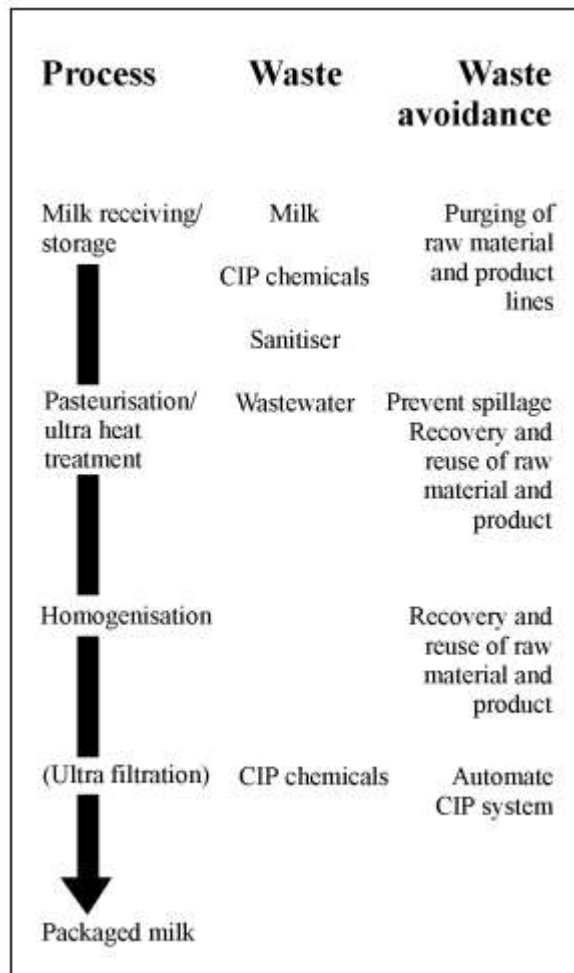 Process
Waste
Waste
avoidance
Milk receiving/
storage
Milk
CIP chemicals
Sanitiser
Purging of
raw material
and product
lines
Pasteurisation/
ultra heat
treatment
Wastewater
Prevent spillage
Recovery and
reuse of raw
material and
product
Homogenisation
Recovery and
reuse of raw
material and
product
(Ultra filtration)
CIP chemicals
Automate
CIP system
Packaged milk